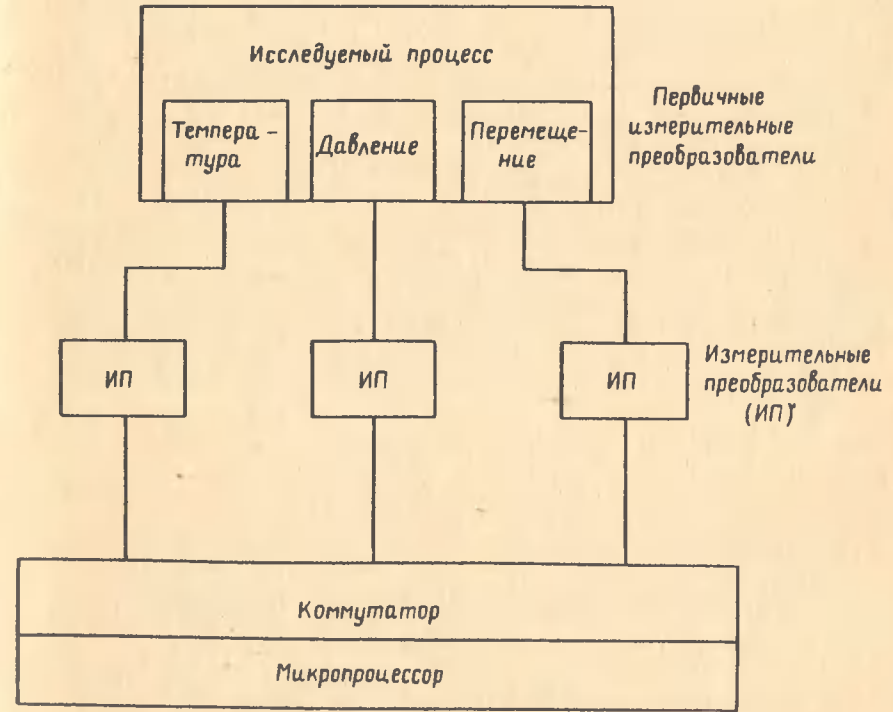 Исследуемый процесс
Первичные
измерительные
преобразователи
Темпера-
тура
Давление
Перемеще-
ние
ИП
ИП
ИП
Измерительные
преобразователи
(ИП)
Коммутатор
Микропроцессор